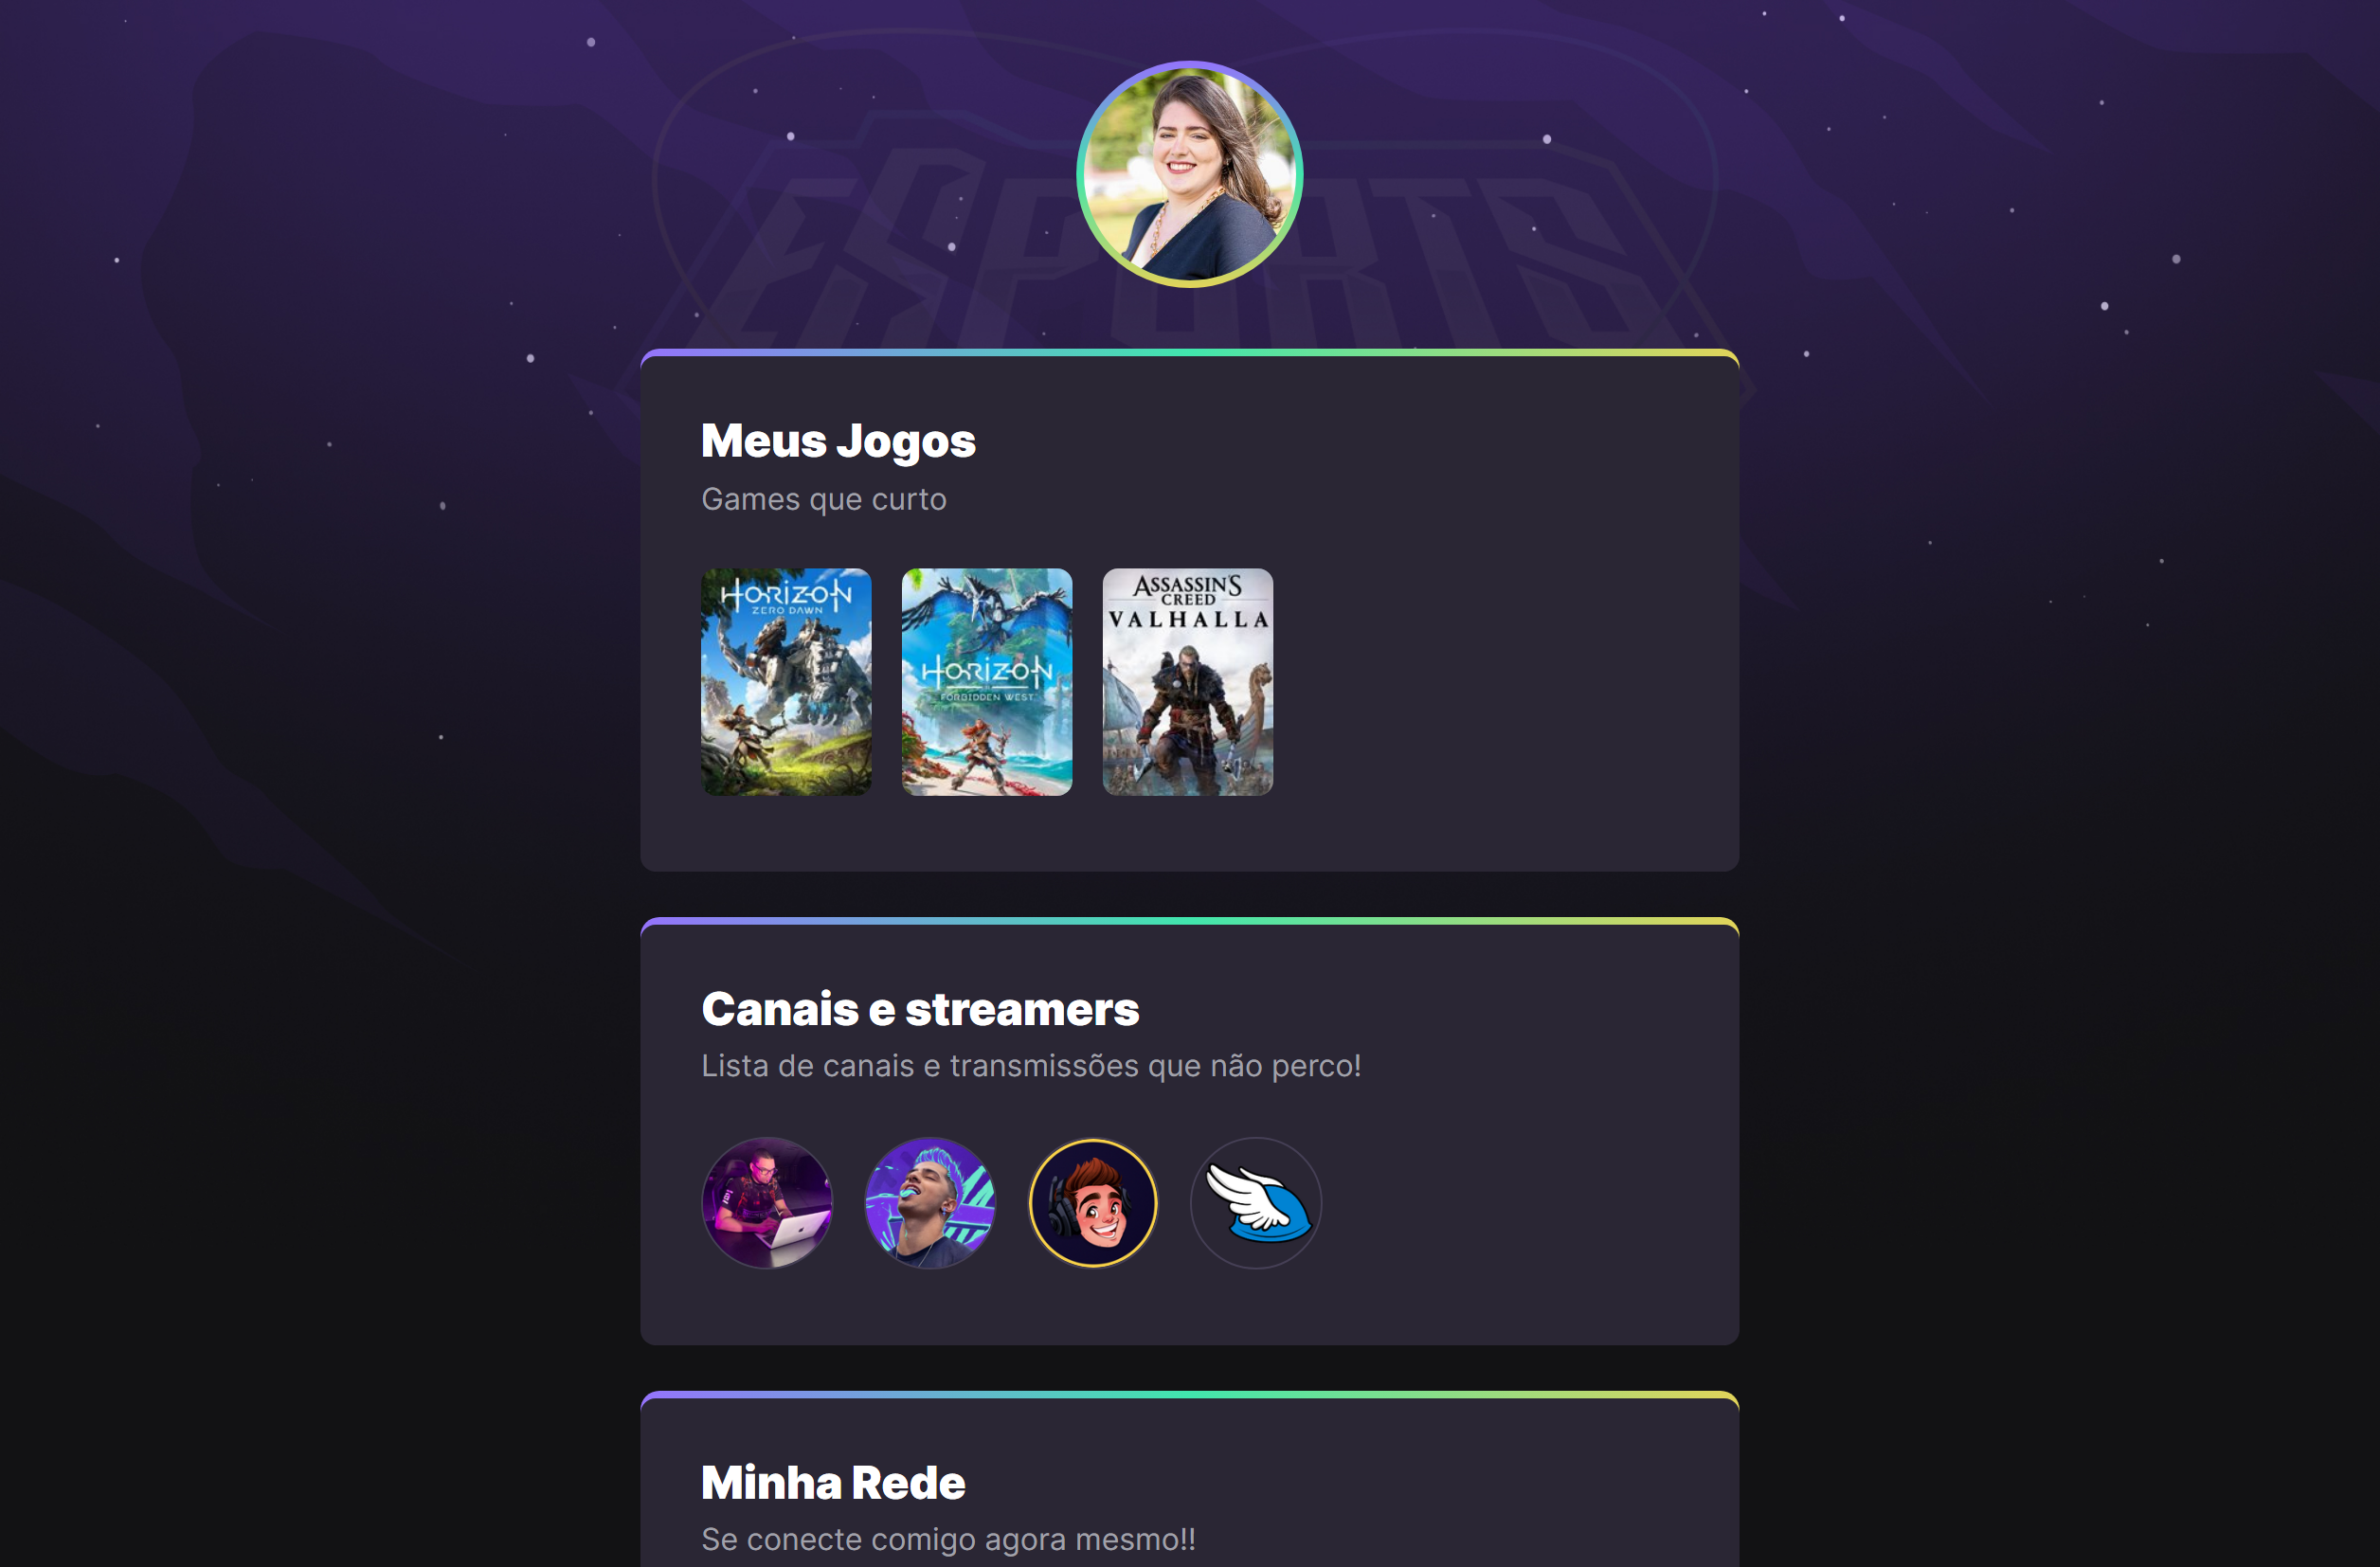 ESPORTS
Meus Jogos
Games que curto
HORIZON
ZERO DAWN
HORIZON
FORBIDDEN WEST
ASSASSIN'S
CREED
VALHALLA
Canais e streamers
Lista de canais e transmissões que não perco!
Minha Rede
Se conecte comigo agora mesmo!!